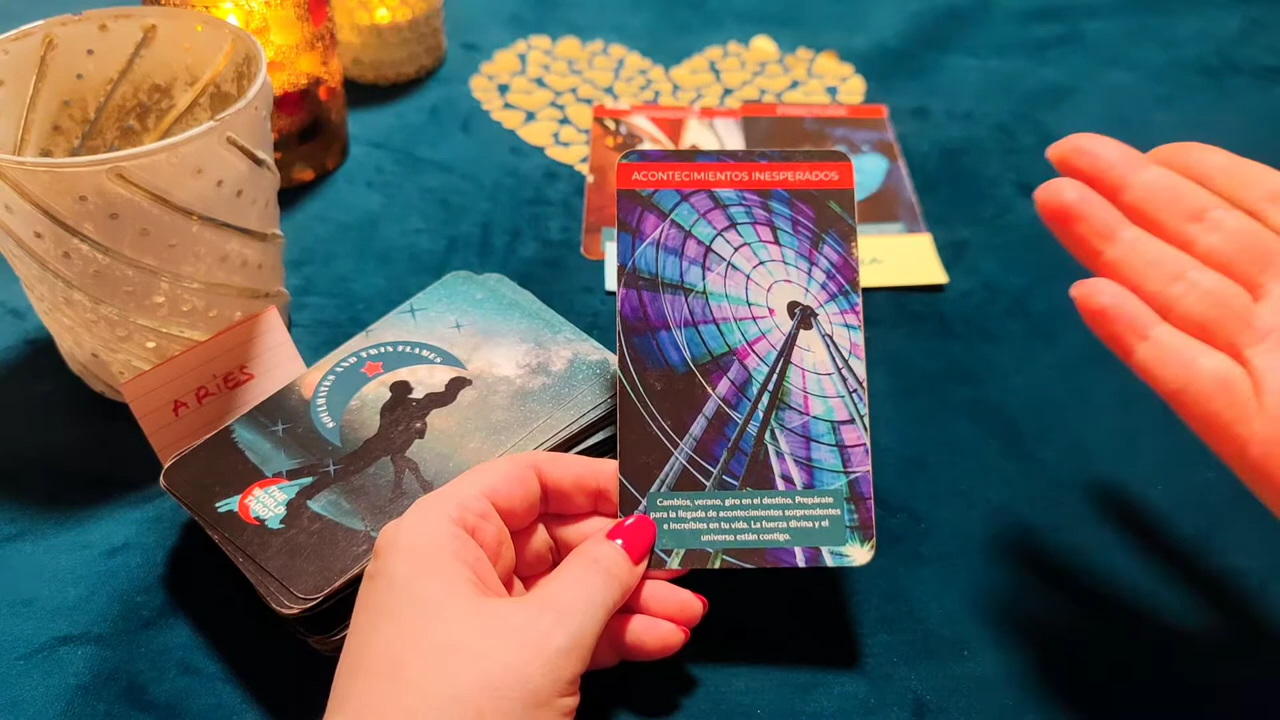 ACONTECIMIENTOS INESPERADOS
Cambios, verano, giro en el destino. Prepárate
para la llegada de acontecimientos sorprendentes
e increíbles en tu vida. La fuerza divina y el
universo están contigo.
ARIES
SOULMATES AND TWIN FLAMES
THE
WORLD
TAROT